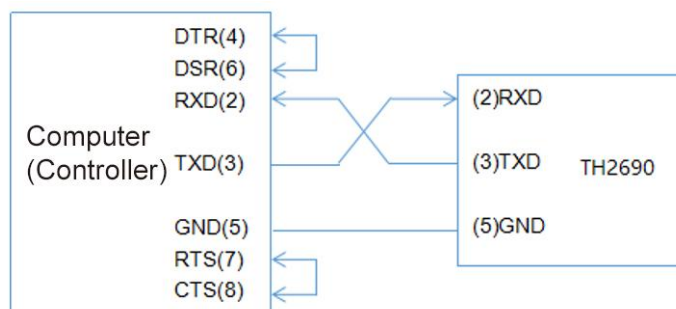 DTR(4)
DSR(6)
RXD(2)
(2)RXD
Computer
(Controller)
TXD(3)
(3)TXD
TH2690
GND(5)
(5)GND
RTS(7)
CTS(8)